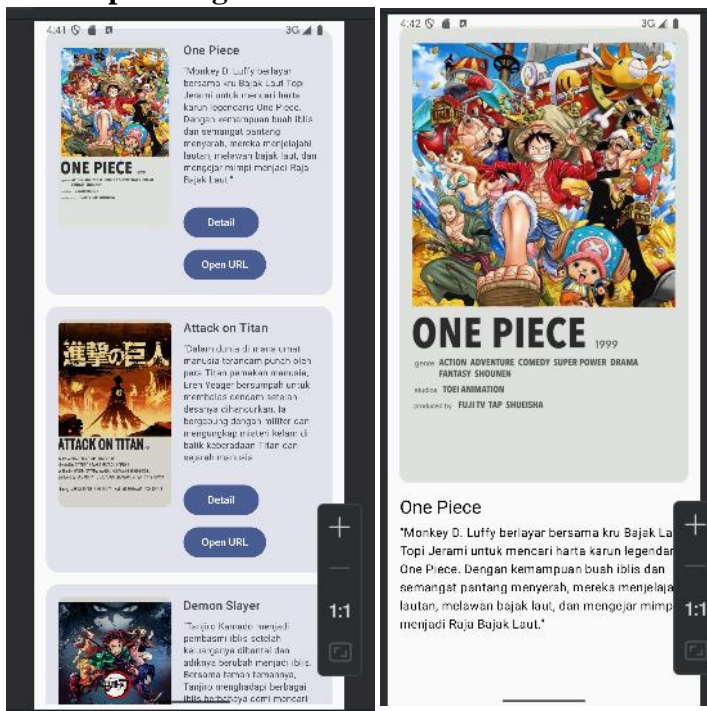 4:41
3G
One Piece
"Monkey D. Luffy berlayar
bersama kru Bajak Laut Topi
Jerami untuk mencari harta
karun legendaris One Piece.
Dengan kemampuan buah iblis
dan semangat pantang
menyerah, mereka menjelajahi
lautan, melawan bajak laut, dan
mengejar mimpi menjadi Raja
Bajak Laut."
ONE PIECE
Detail
Open URL
Attack on Titan
"Dalam dunia di mana umat
manusia terancam punah oleh
para Titan pemakan manusia,
Eren Yeager bersumpah untuk
membalas dendam setelah
desanya dihancurkan. Ia
bergabung dengan militer dan
mengungkap misteri kelam di
balik keberadaan Titan dan
sejarah manusia
進撃の巨人
ATTACK ON TITAN
Detail
Open URL
Demon Slayer
"Tanjiro Kamado menjadi
pembasmi iblis setelah
keluarganya dibantai dan
adiknya berubah menjadi iblis.
Bersama teman temannya,
Tanjiro menghadapi berbagai
iblis berbahaya demi mencari
1:1
4:42
3G
ONE PIECE 1999
genre ACTION ADVENTURE COMEDY SUPER POWER DRAMA
FANTASY SHOUNEN
studios TOEI ANIMATION
produced by FUJI TV TAP SHUEISHA
One Piece
"Monkey D. Luffy berlayar bersama kru Bajak La
Topi Jerami untuk mencari harta karun legendar
One Piece. Dengan kemampuan buah iblis dan
semangat pantang menyerah, mereka menjelaja
lautan, melawan bajak laut, dan mengejar mimp
menjadi Raja Bajak Laut."
1:1